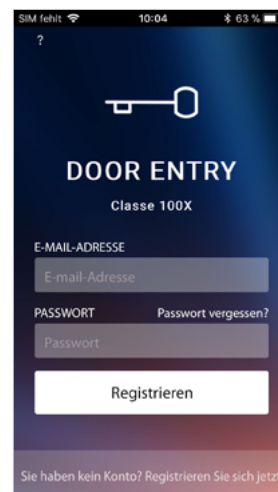 SIM fehlt 10:04 63 %
?
DOOR ENTRY
Classe 100X
E-MAIL-ADRESSE
E-mail-Adresse
PASSWORT Passwort vergessen?
Passwort
Registrieren
Sie haben kein Konto? Registrieren Sie sich jetzt